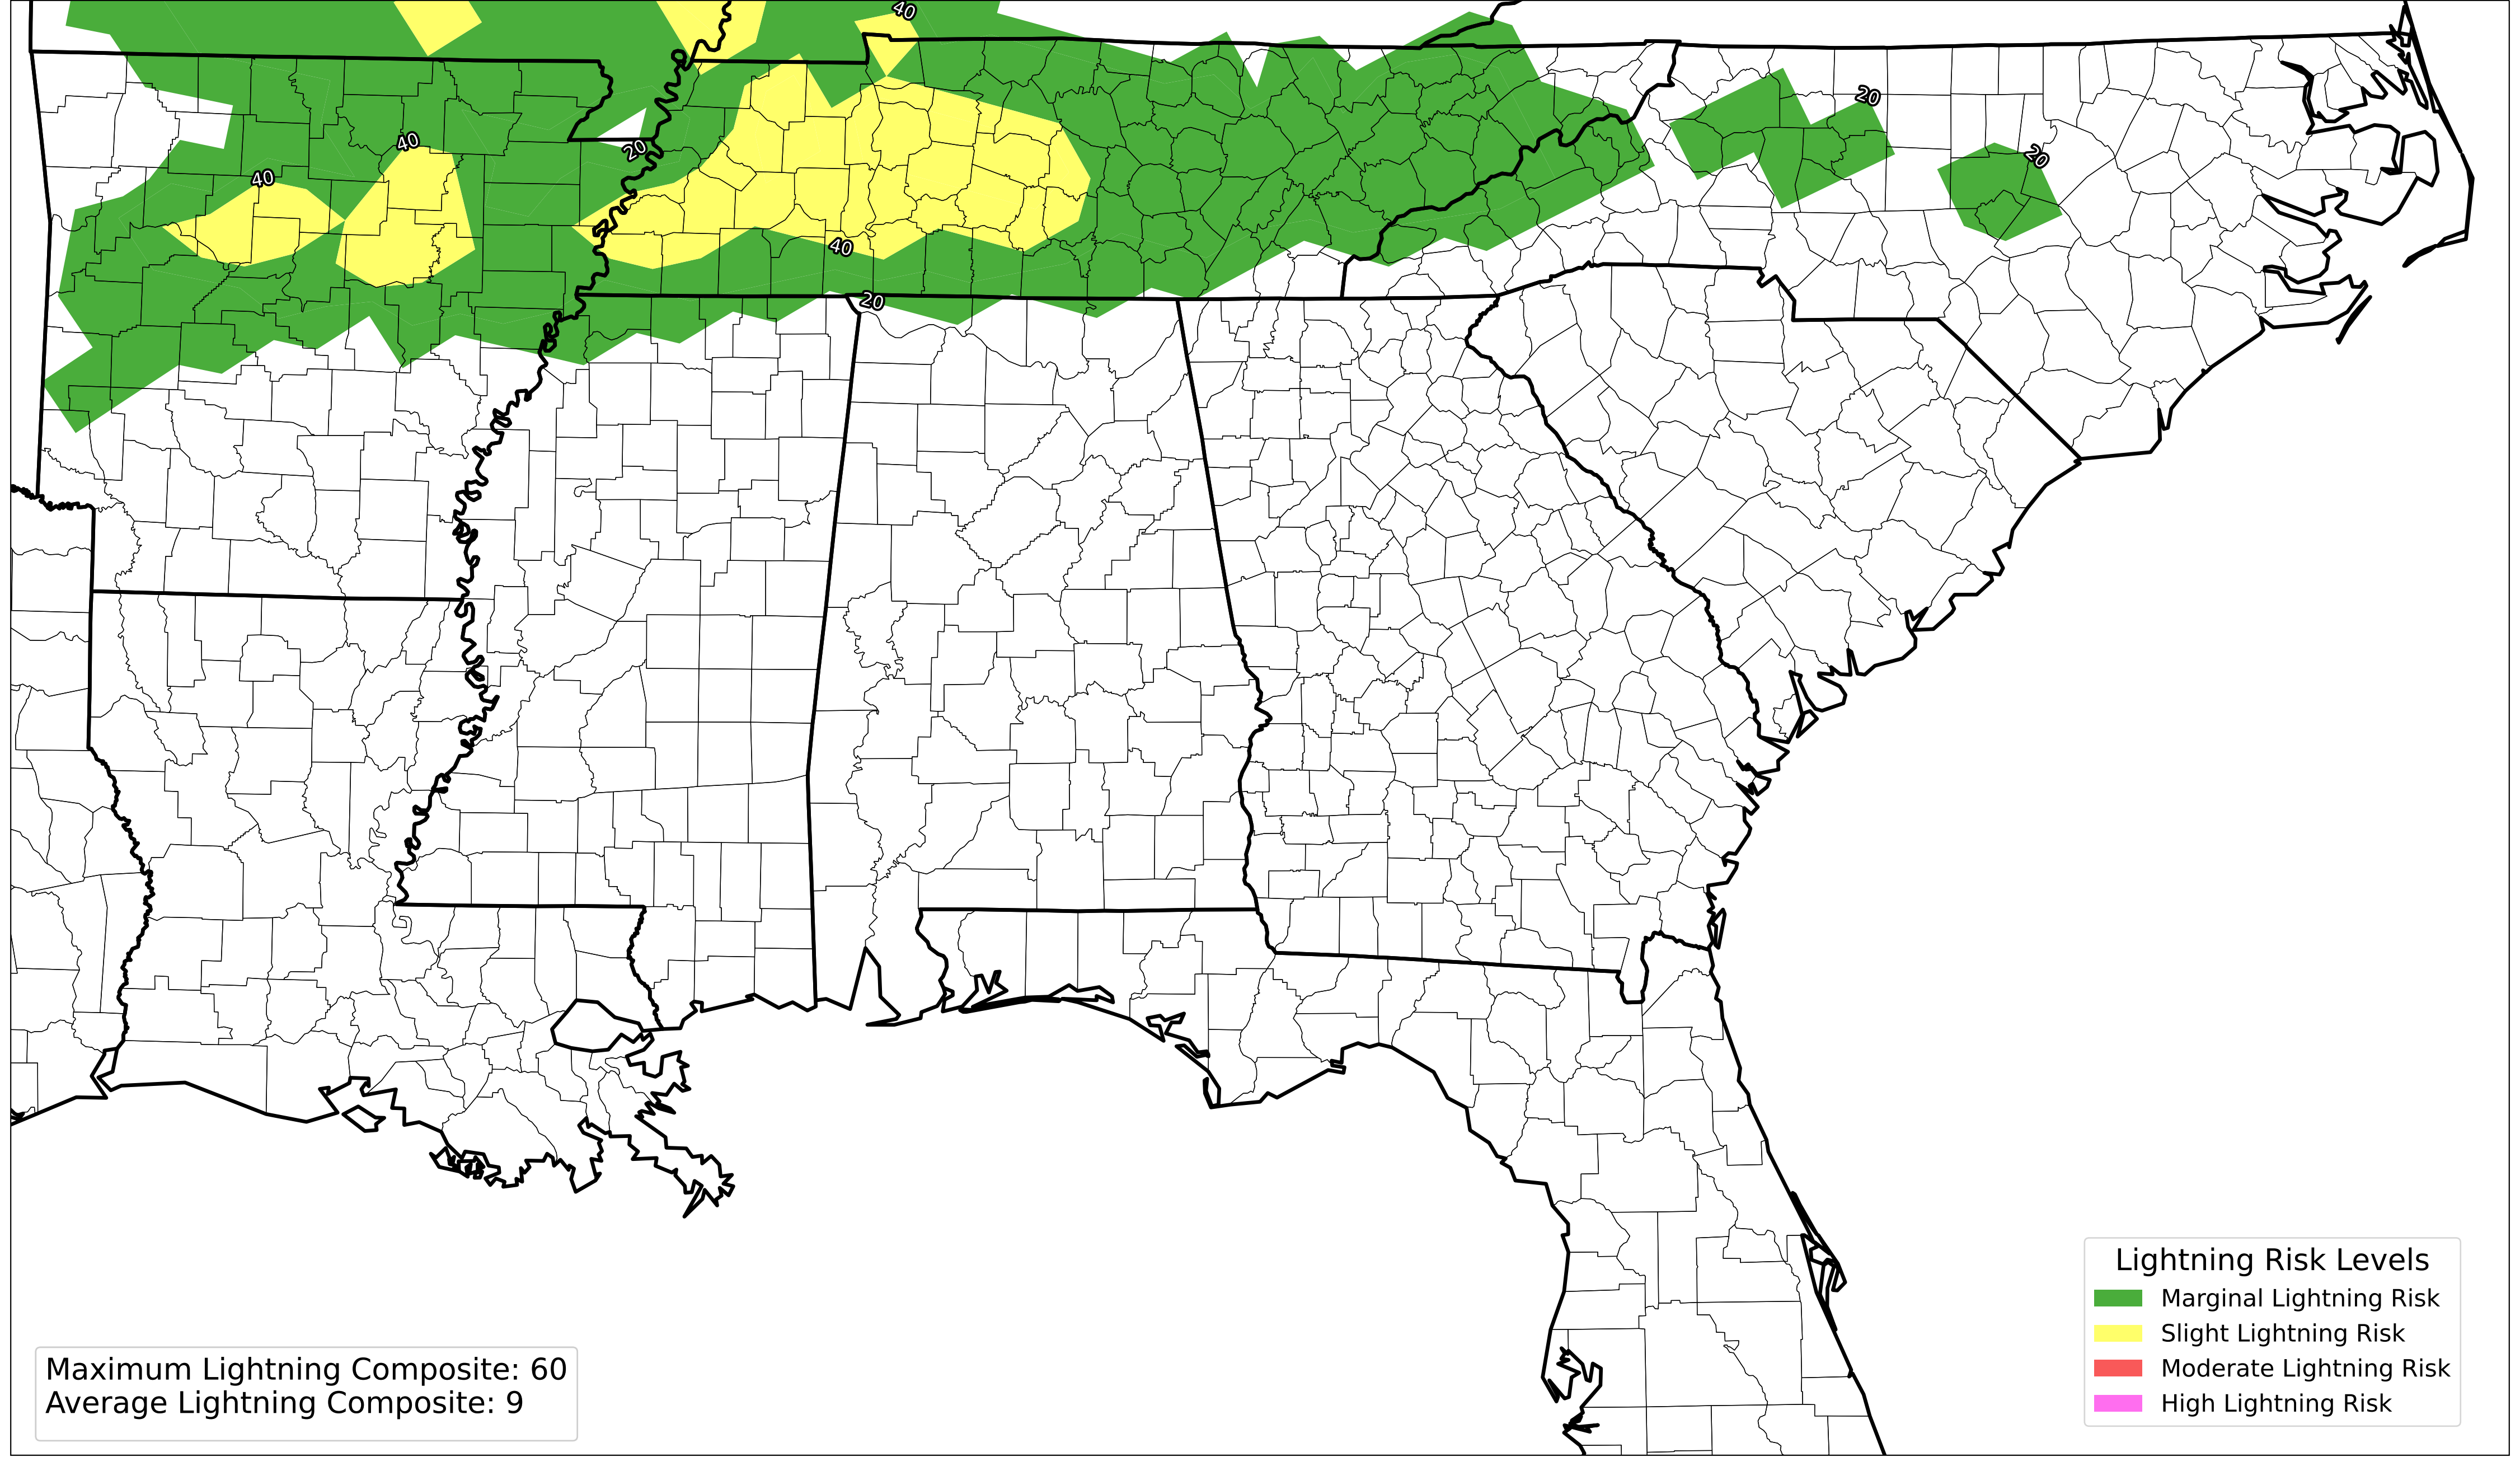 40
20
40
20
20
40
40
20
Lightning Risk Levels
Marginal Lightning Risk
Slight Lightning Risk
Moderate Lightning Risk
High Lightning Risk
Maximum Lightning Composite: 60
Average Lightning Composite: 9